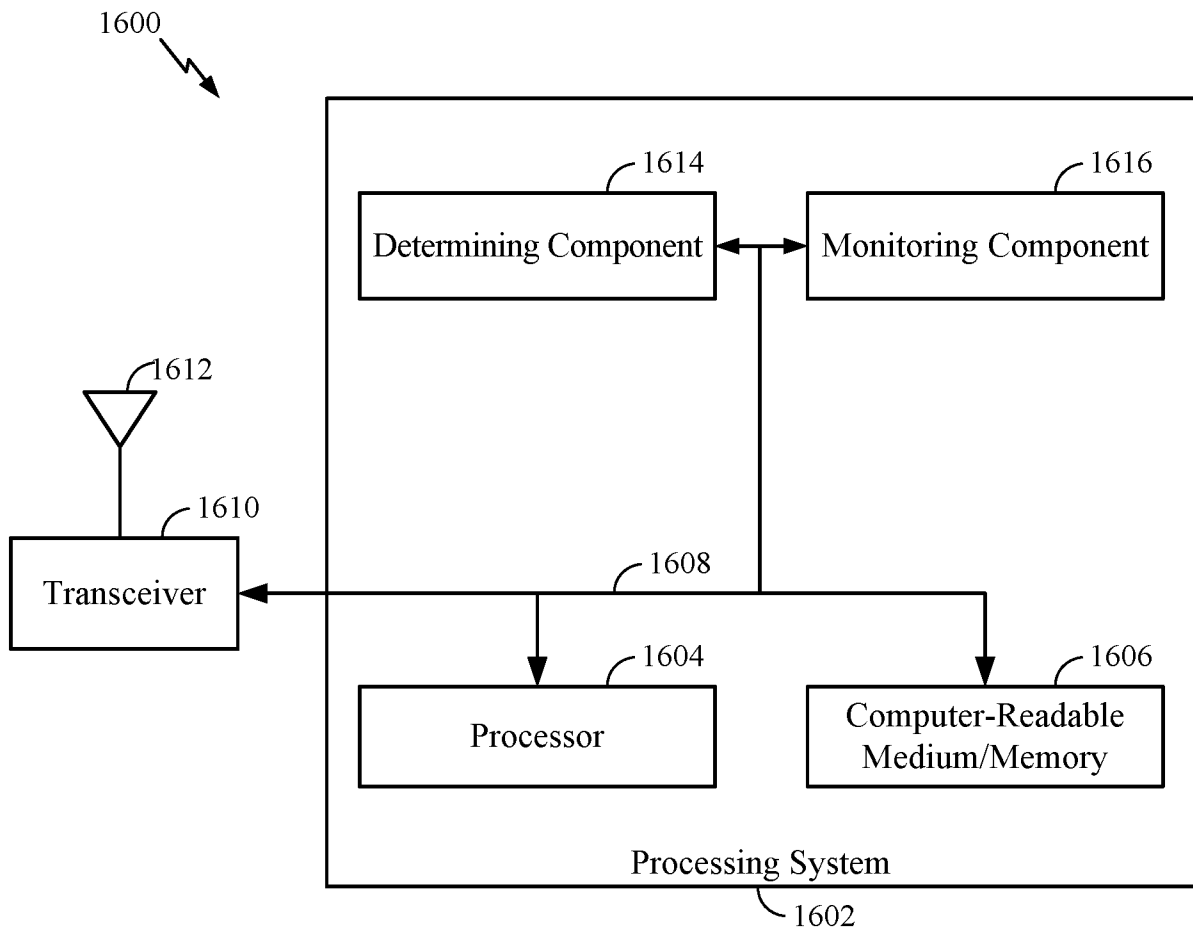 1600
1614
1616
Determining Component
Monitoring Component
1612
1610
Transceiver
1608
1604
1606
Processor
Computer-Readable
Medium/Memory
Processing System
1602